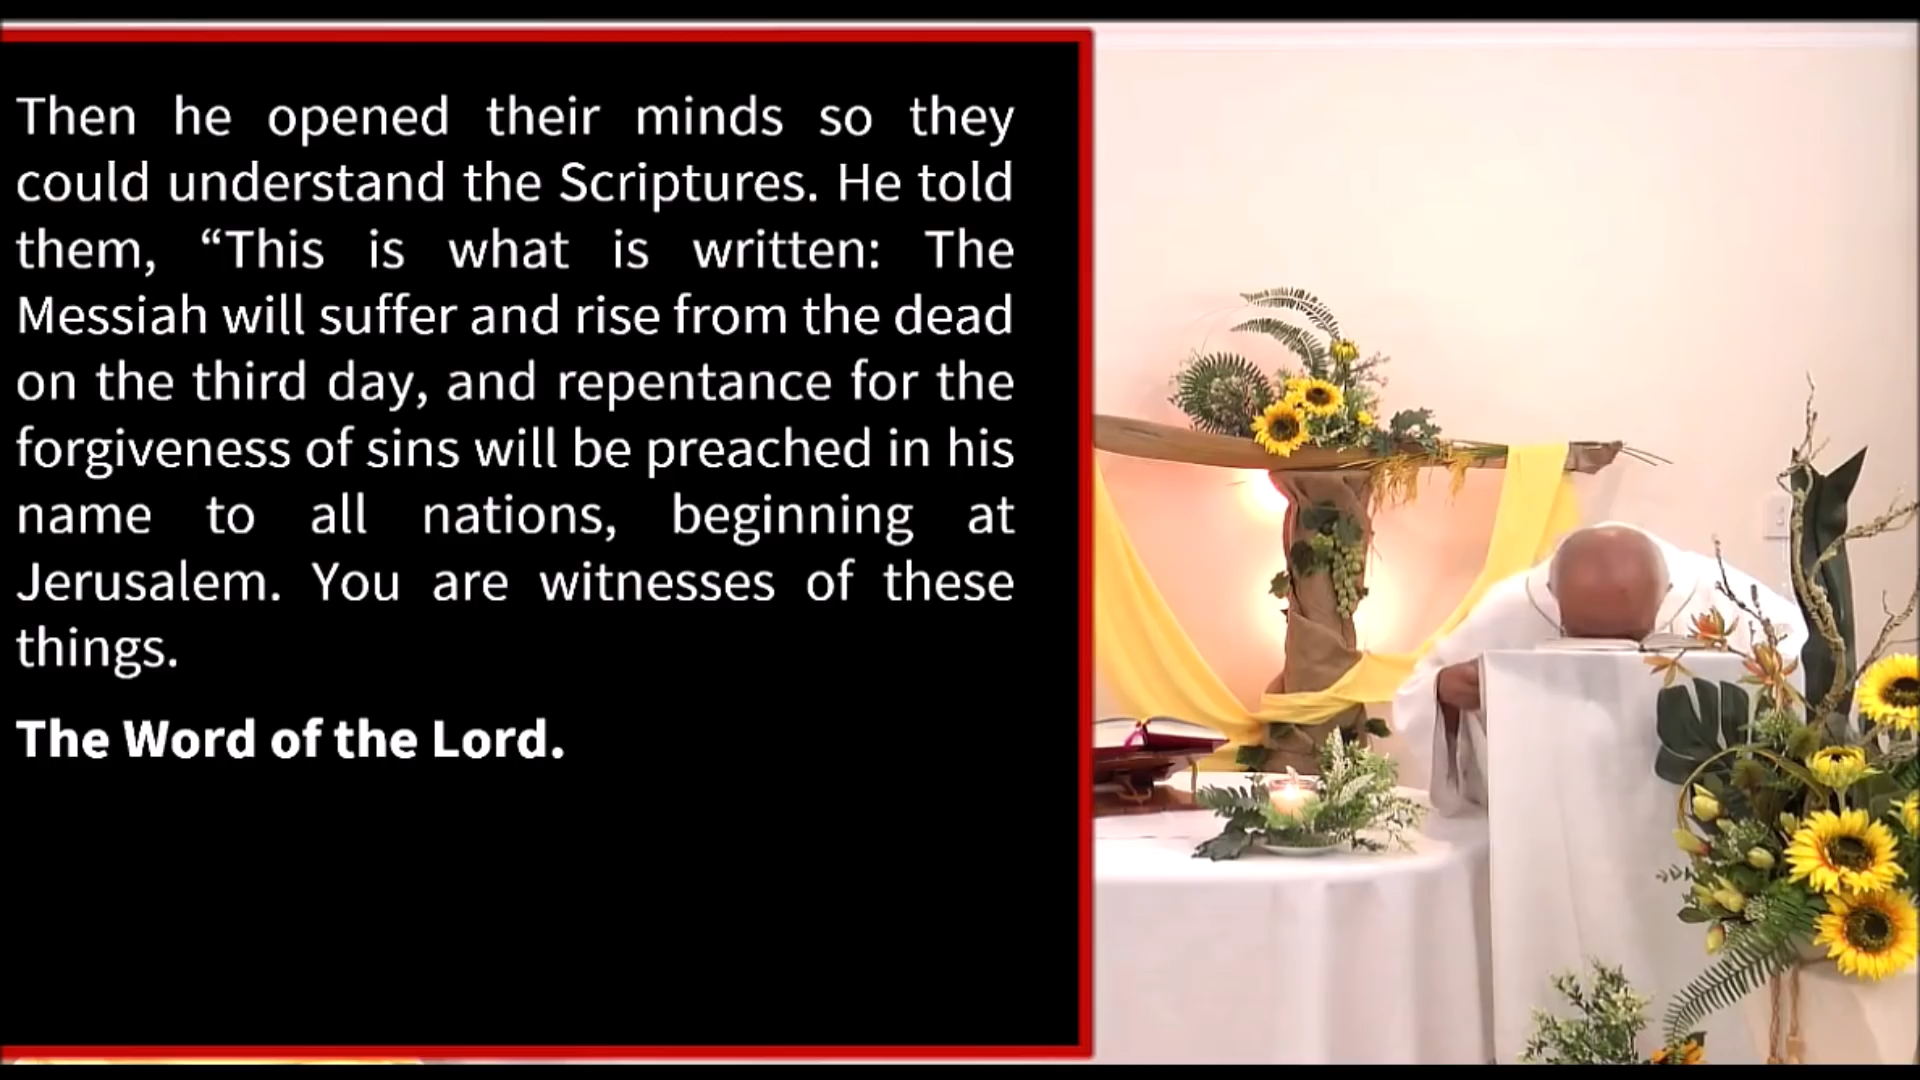 Then he opened their minds so they
could understand the Scriptures. He told
them, “This is what is written: The
Messiah will suffer and rise from the dead
on the third day, and repentance for the
forgiveness of sins will be preached in his
name to all nations, beginning at
Jerusalem. You are witnesses of these
things.
The Word of the Lord.